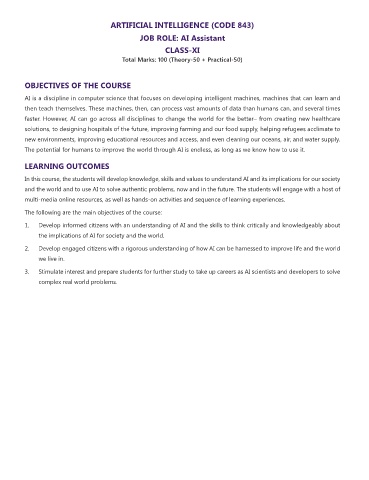 ARTIFICIAL INTELLIGENCE (CODE 843)
JOB ROLE: AI Assistant
CLASS-XI
Total Marks: 100 (Theory-50 + Practical-50)
OBJECTIVES OF THE COURSE
AI is a discipline in computer science that focuses on developing intelligent machines, machines that can learn and
then teach themselves. These machines, then, can process vast amounts of data than humans can, and several times
faster. However, AI can go across all disciplines to change the world for the better– from creating new healthcare
solutions, to designing hospitals of the future, improving farming and our food supply, helping refugees acclimate to
new environments, improving educational resources and access, and even cleaning our oceans, air, and water supply.
The potential for humans to improve the world through AI is endless, as long as we know how to use it.
LEARNING OUTCOMES
In this course, the students will develop knowledge, skills and values to understand AI and its implications for our society
and the world and to use AI to solve authentic problems, now and in the future. The students will engage with a host of
multi-media online resources, as well as hands-on activities and sequence of learning experiences.
The following are the main objectives of the course:
1. Develop informed citizens with an understanding of AI and the skills to think critically and knowledgeably about
the implications of AI for society and the world.
2. Develop engaged citizens with a rigorous understanding of how AI can be harnessed to improve life and the world
we live in.
3. Stimulate interest and prepare students for further study to take up careers as AI scientists and developers to solve
complex real world problems.